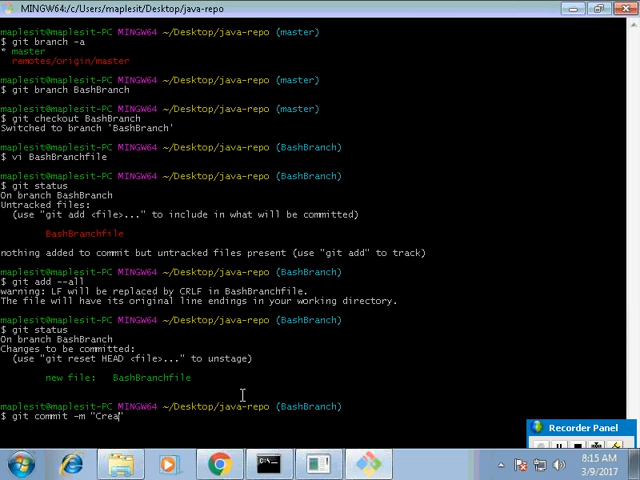 MINGW64:/c/Users/maplesit/Desktop/java-repo
maplesit@maplesit-PC MINGW64 ~/Desktop/java-repo (master)
$ git branch -a
* master
remotes/origin/master
maplesit@maplesit-PC MINGW64 ~/Desktop/java-repo (master)
$ git branch BashBranch
maplesit@maplesit-PC MINGW64 ~/Desktop/java-repo (master)
$ git checkout BashBranch
Switched to branch 'BashBranch'
maplesit@maplesit-PC MINGW64 ~/Desktop/java-repo (BashBranch)
$ vi BashBranchfile
maplesit@maplesit-PC MINGW64 ~/Desktop/java-repo (BashBranch)
$ git status
On branch BashBranch
Untracked files:
(use "git add <file>..." to include in what will be committed)
BashBranchfile
nothing added to commit but untracked files present (use "git add" to track)
maplesit@maplesit-PC MINGW64 ~/Desktop/java-repo (BashBranch)
$ git add --all
warning: LF will be replaced by CRLF in BashBranchfile.
The file will have its original line endings in your working directory.
maplesit@maplesit-PC MINGW64 ~/Desktop/java-repo (BashBranch)
$ git status
On branch BashBranch
Changes to be committed:
(use "git reset HEAD <file>..." to unstage)
new file: BashBranchfile
maplesit@maplesit-PC MINGW64 ~/Desktop/java-repo (BashBranch)
$ git commit -m "Crea"
Recorder Panel
8:15 AM
3/9/2017